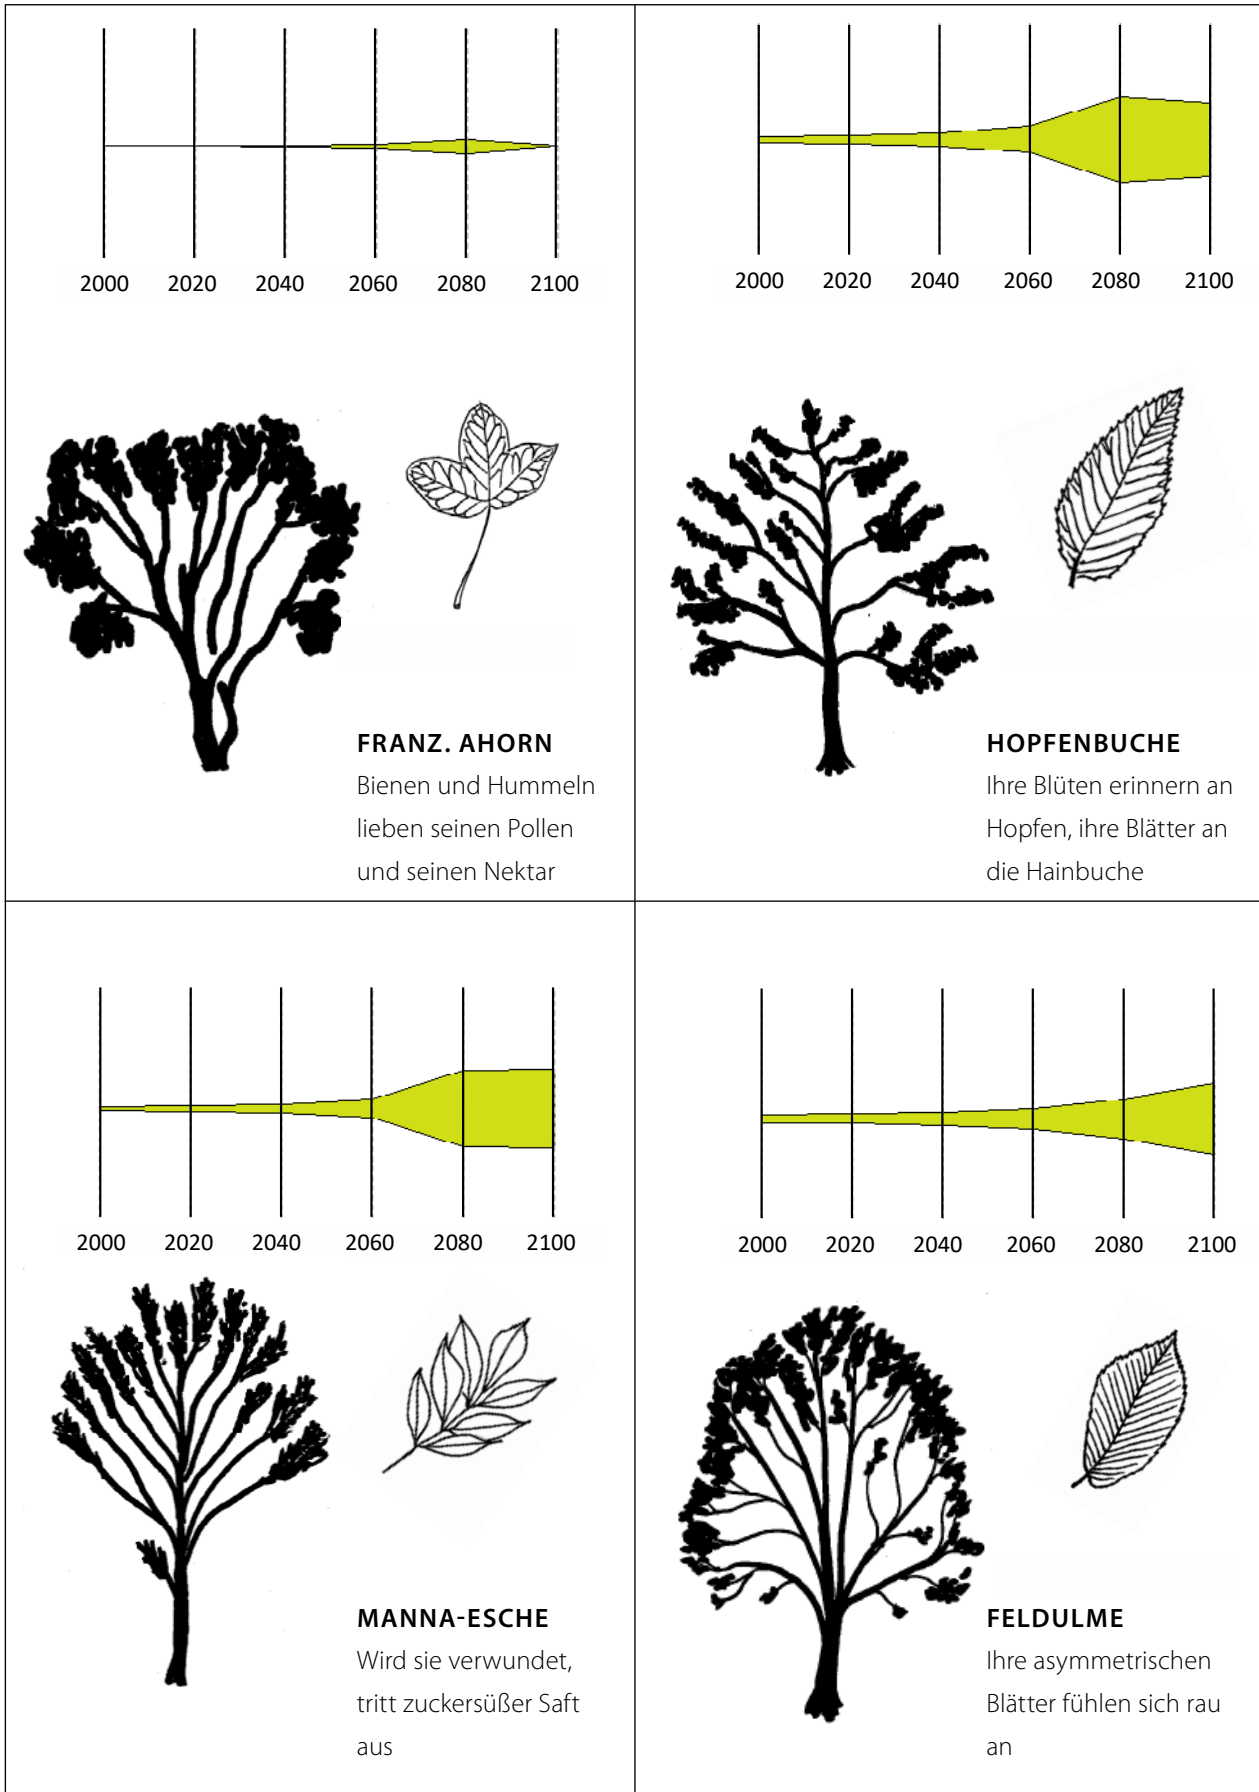 2000 2020 2040 2060 2080 2100
FRANZ. AHORN
Bienen und Hummeln
lieben seinen Pollen
und seinen Nektar
2000 2020 2040 2060 2080 2100
HOPFENBUCHE
Ihre Blüten erinnern an
Hopfen, ihre Blätter an
die Hainbuche
2000 2020 2040 2060 2080 2100
MANNA-ESCHE
Wird sie verwundet,
tritt zuckersüßer Saft
aus
2000 2020 2040 2060 2080 2100
FELDULME
Ihre asymmetrischen
Blätter fühlen sich rau
an